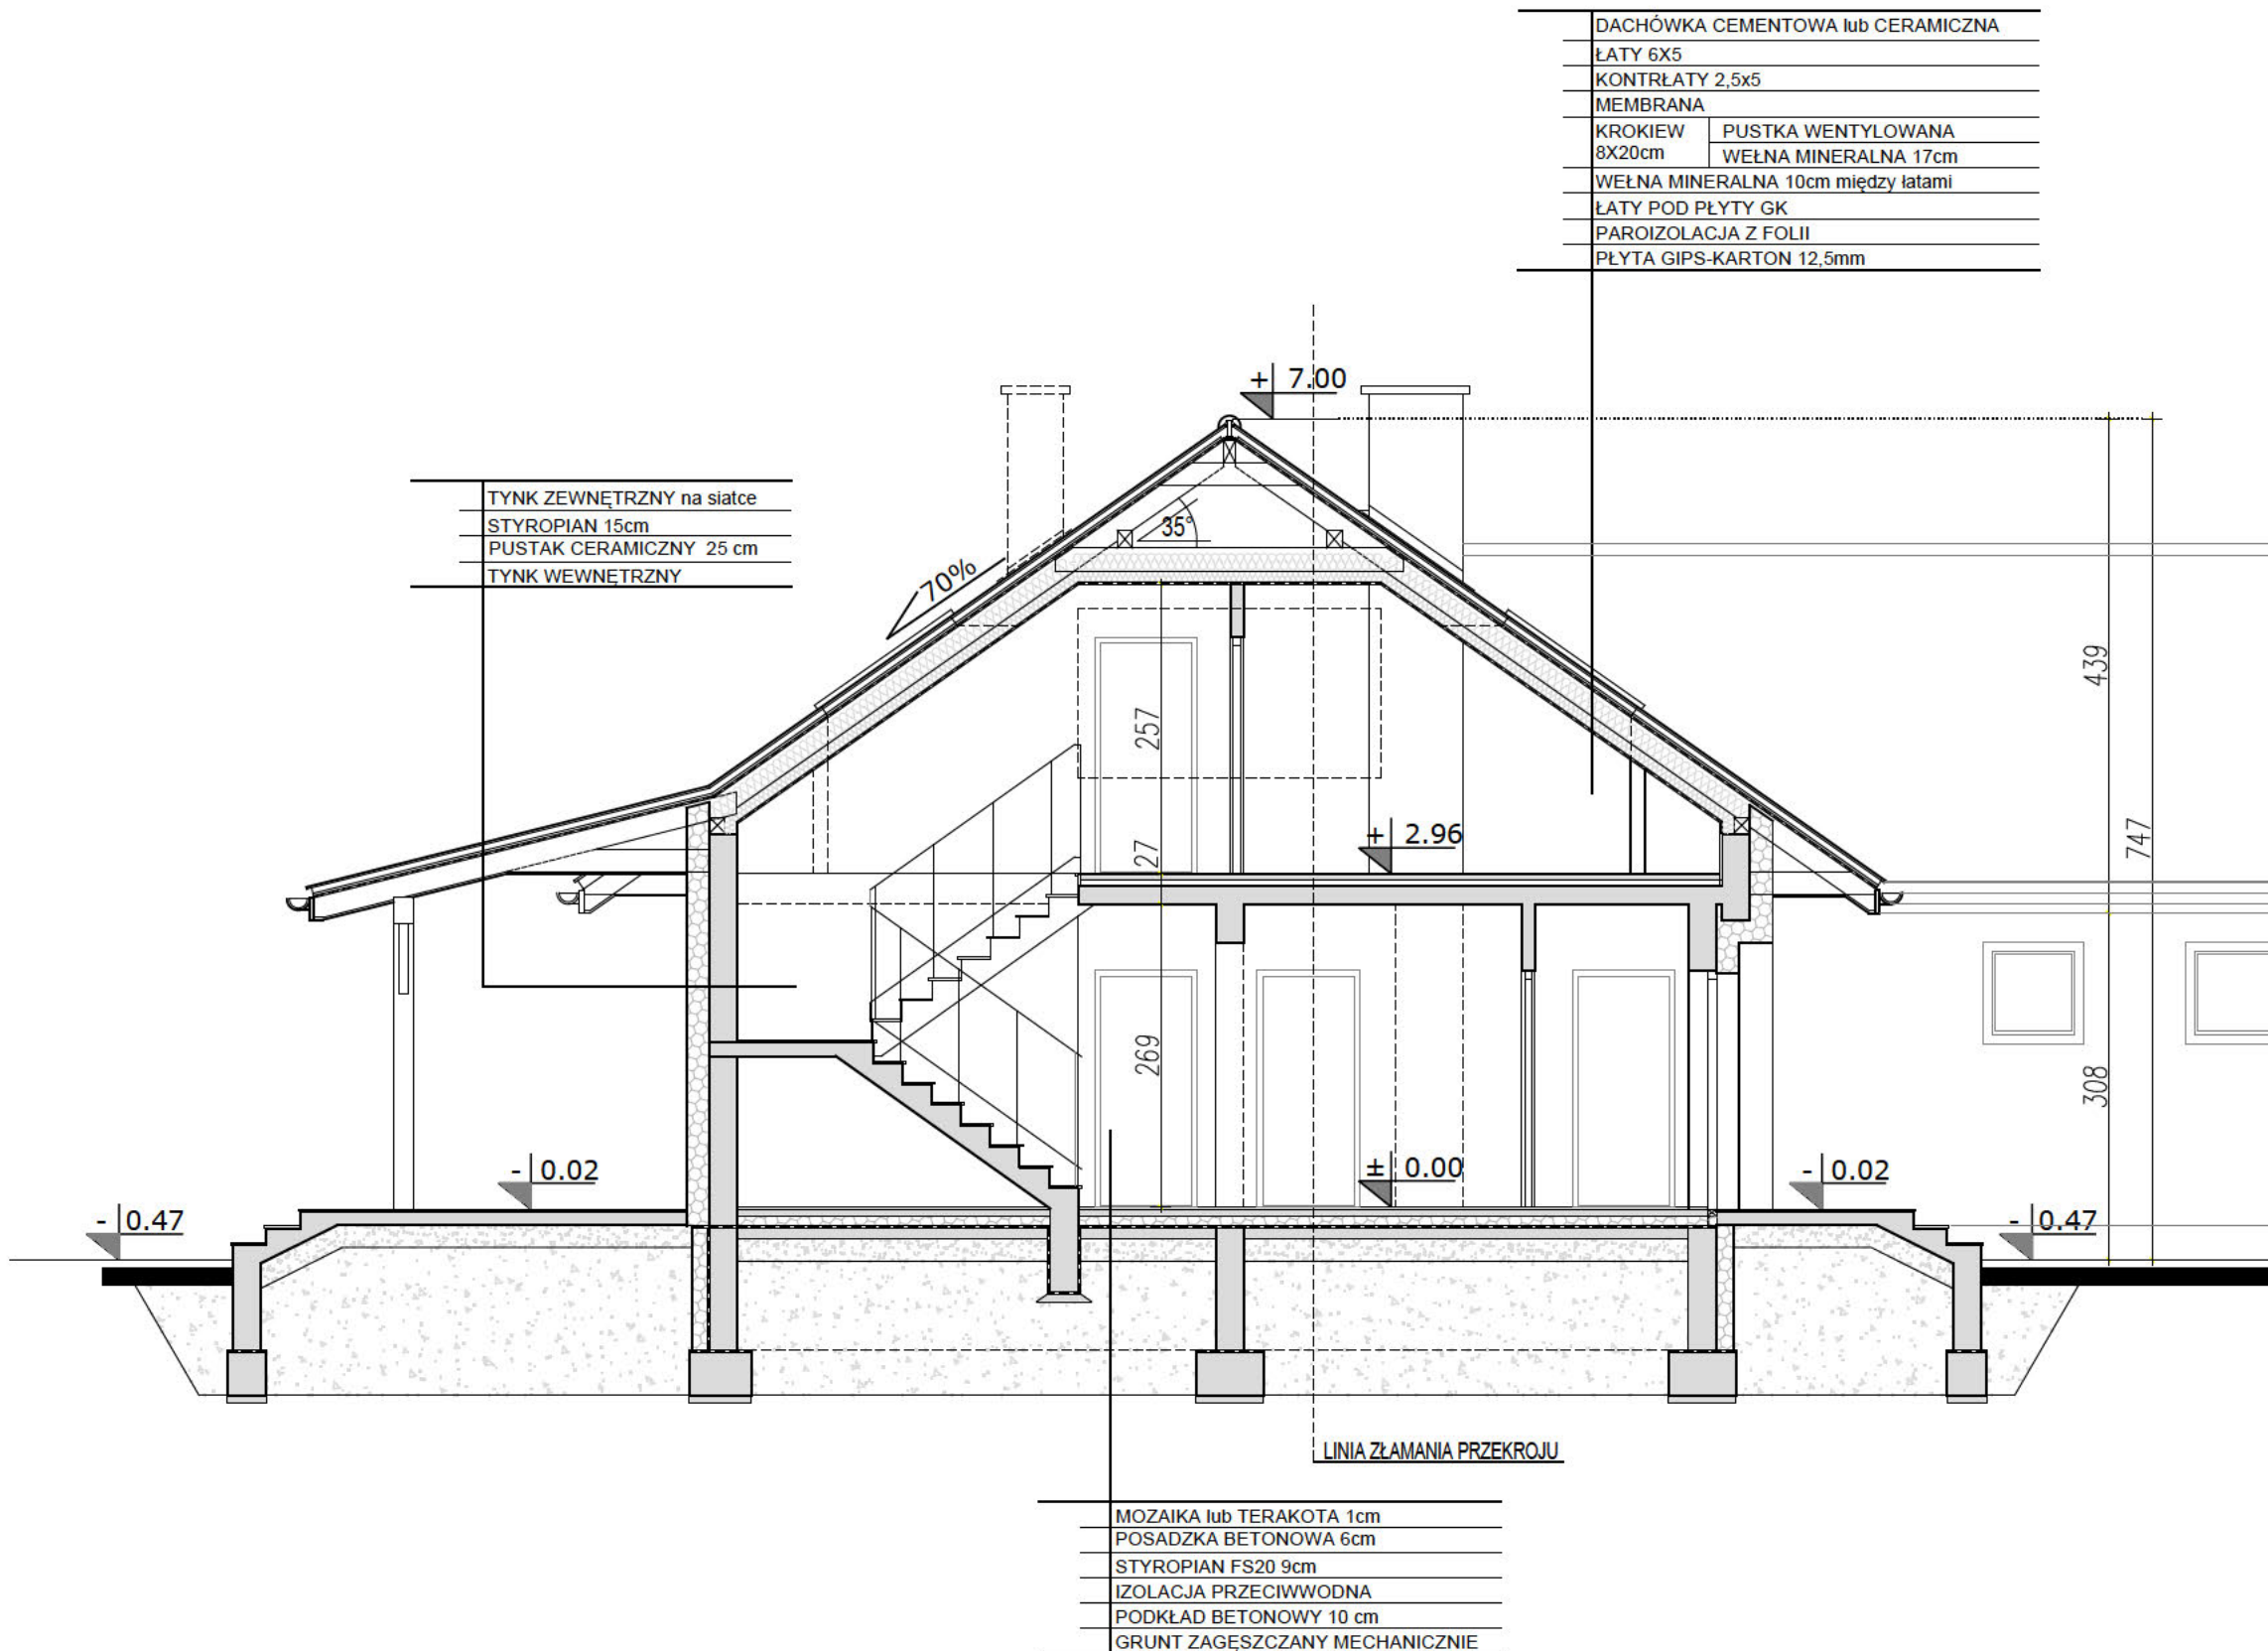 DACHÓWKA CEMENTOWA lub CERAMICZNA
ŁATY 6X5
KONTRŁATY 2,5x5
MEMBRANA
KROKIEW 8X20cm
PUSTKA WENTYLOWANA
WEŁNA MINERALNA 17cm
WEŁNA MINERALNA 10cm między łatami
ŁATY POD PŁYTY GK
PAROIZOLACJA Z FOLII
PŁYTA GIPS-KARTON 12,5mm
+ 7.00
TYNK ZEWNĘTRZNY na siatce
STYROPIAN 15cm
PUSTAK CERAMICZNY 25 cm
TYNK WEWNĘTRZNY
35°
70%
439
257
747
27
+ 2.96
269
308
- 0.02
± 0.00
- 0.02
- 0.47
- 0.47
LINIA ZŁAMANIA PRZEKROJU
MOZAIKA lub TERAKOTA 1cm
POSADZKA BETONOWA 6cm
STYROPIAN FS20 9cm
IZOLACJA PRZECIWWODNA
PODKŁAD BETONOWY 10 cm
GRUNT ZAGĘSZCZANY MECHANICZNIE